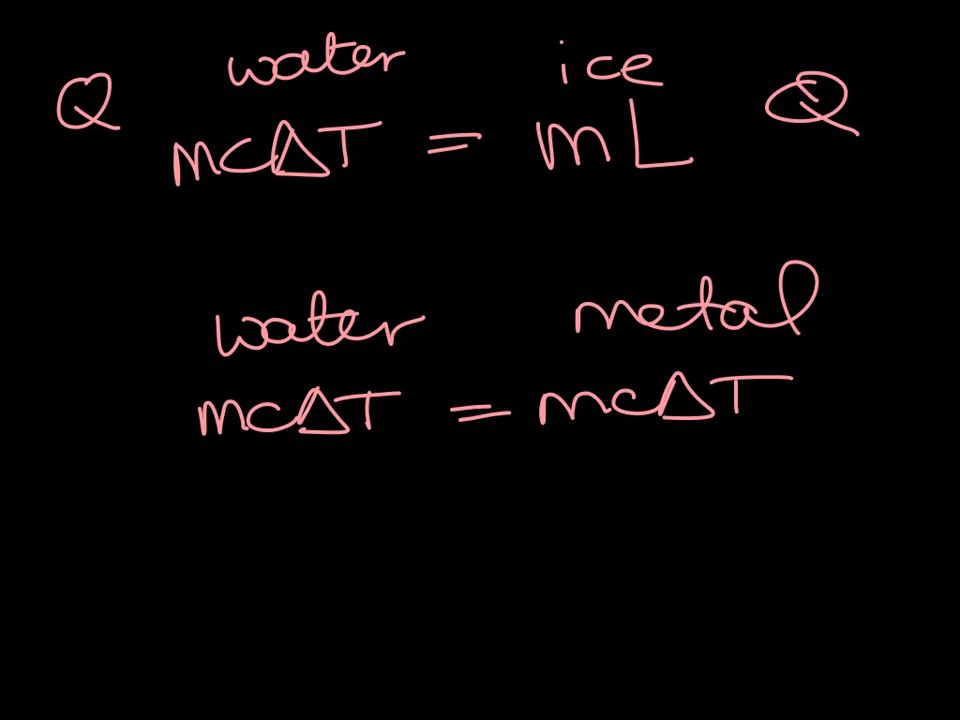 Q water ice Q
mcΔT = mL
water metal
mcΔT = mcΔT